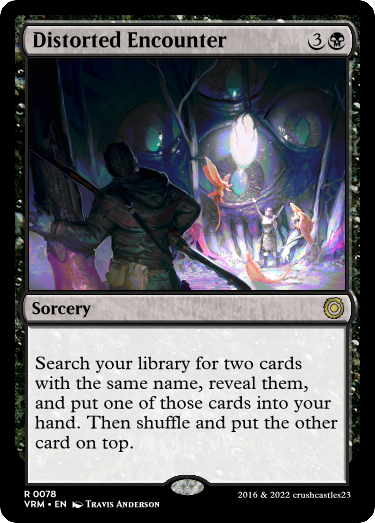 Distorted Encounter 3
Sorcery
Search your library for two cards
with the same name, reveal them,
and put one of those cards into your
hand. Then shuffle and put the other
card on top.
R 0078
VRM • EN Travis Anderson
2016 & 2022 crushcastles23